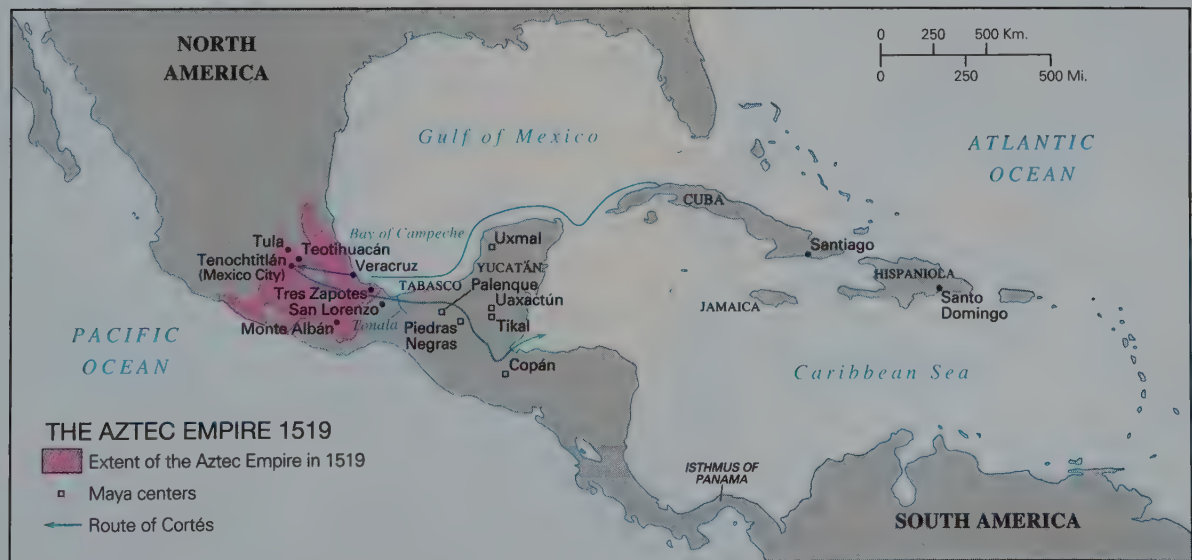 NORTH
AMERICA
0 250 500 Km.
0 250 500 Mi.
Gulf of Mexico
ATLANTIC
OCEAN
CUBA
Bay of Campeche
Uxmal
Santiago
Tula
Teotihuacán
Tenochtitlán
(Mexico City)
Veracruz
YUCATÁN
HISPANIOLA
TABASCO
Palenque
Tres Zapotes
Uaxactún
JAMAICA
Santo
Domingo
San Lorenzo
Monte Albán
Tonala
Tikal
Piedras
Negras
PACIFIC
OCEAN
Copán
Caribbean Sea
THE AZTEC EMPIRE 1519
Extent of the Aztec Empire in 1519
Maya centers
Route of Cortés
ISTHMUS OF
PANAMA
SOUTH AMERICA